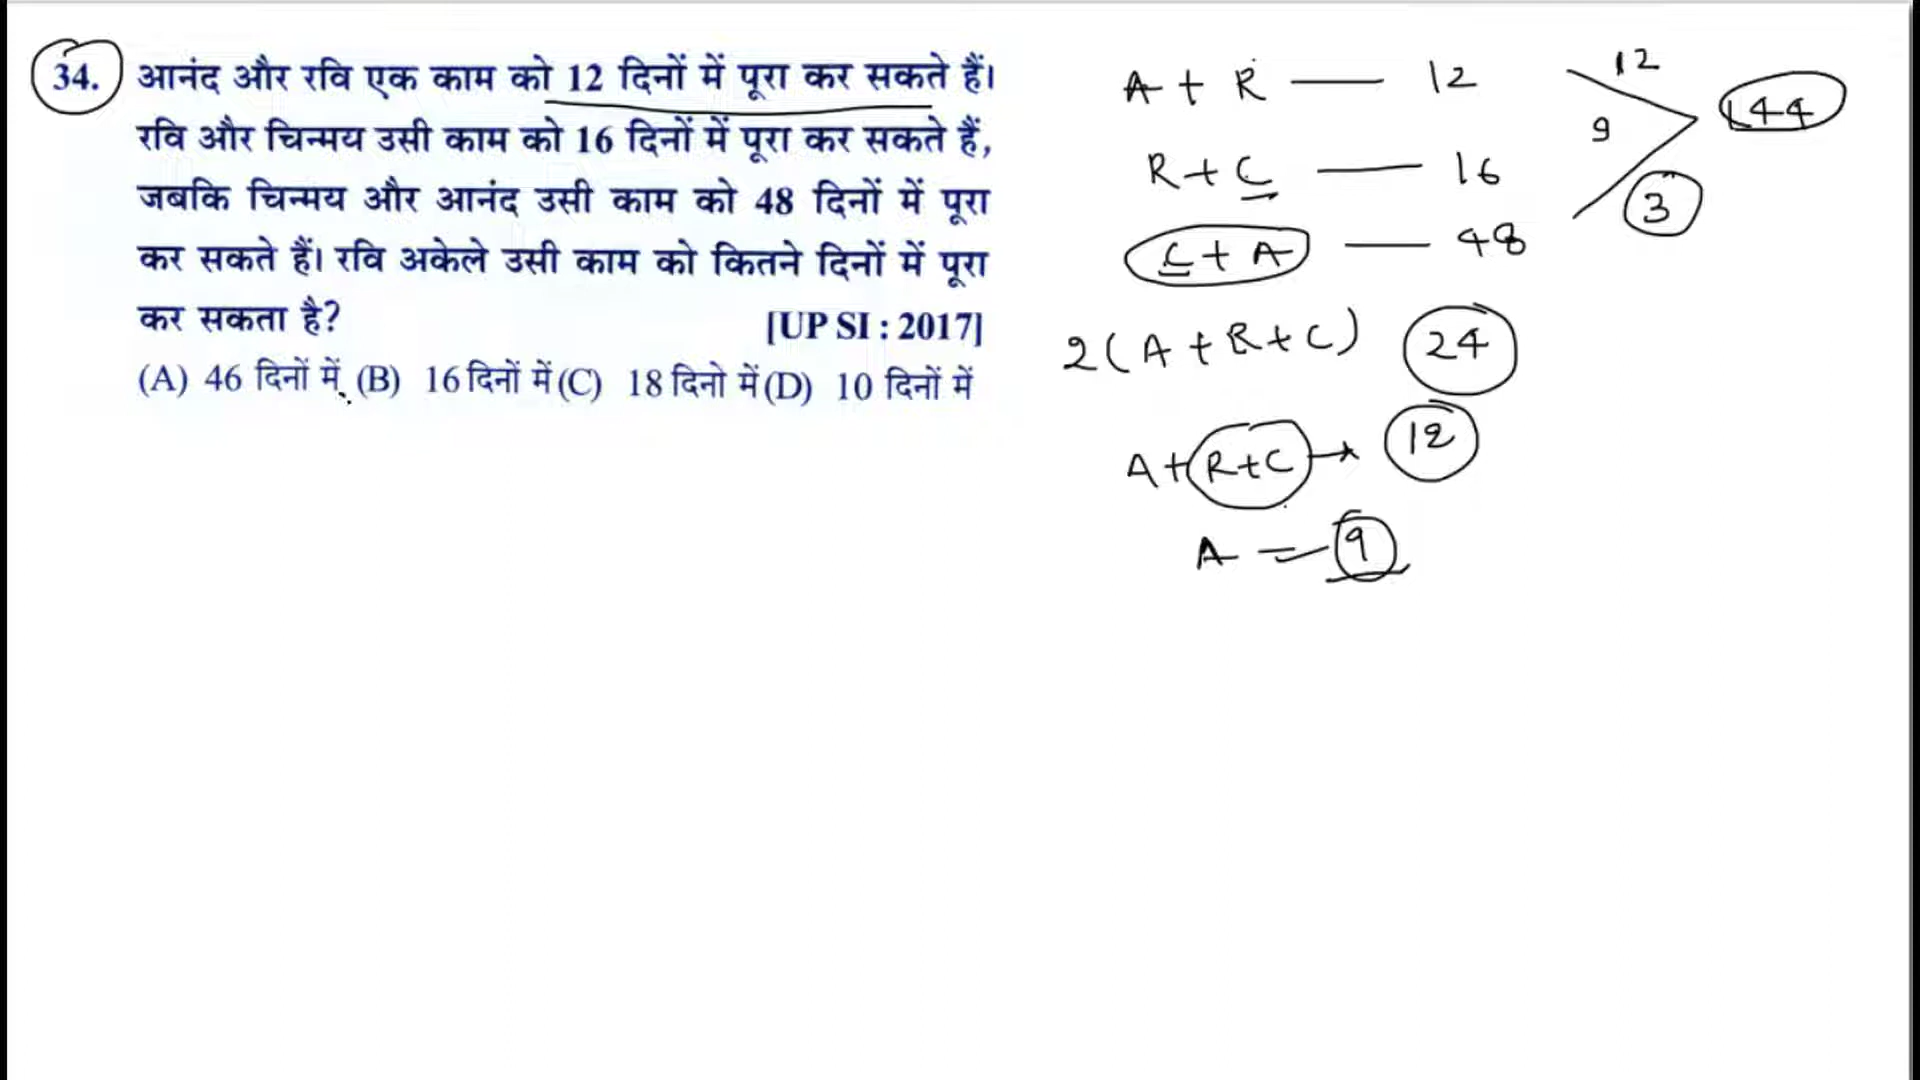 34. आनंद और रवि एक काम को 12 दिनों में पूरा कर सकते हैं।
रवि और चिन्मय उसी काम को 16 दिनों में पूरा कर सकते हैं,
जबकि चिन्मय और आनंद उसी काम को 48 दिनों में पूरा
कर सकते हैं। रवि अकेले उसी काम को कितने दिनों में पूरा
कर सकता है? [UP SI : 2017]
(A) 46 दिनों में (B) 16 दिनों में (C) 18 दिनो में (D) 10 दिनों में
A + R — 12
R + C — 16
C + A — 48
12
9
3
144
2(A + R + C) 24
A + R + C → 12
A = 9